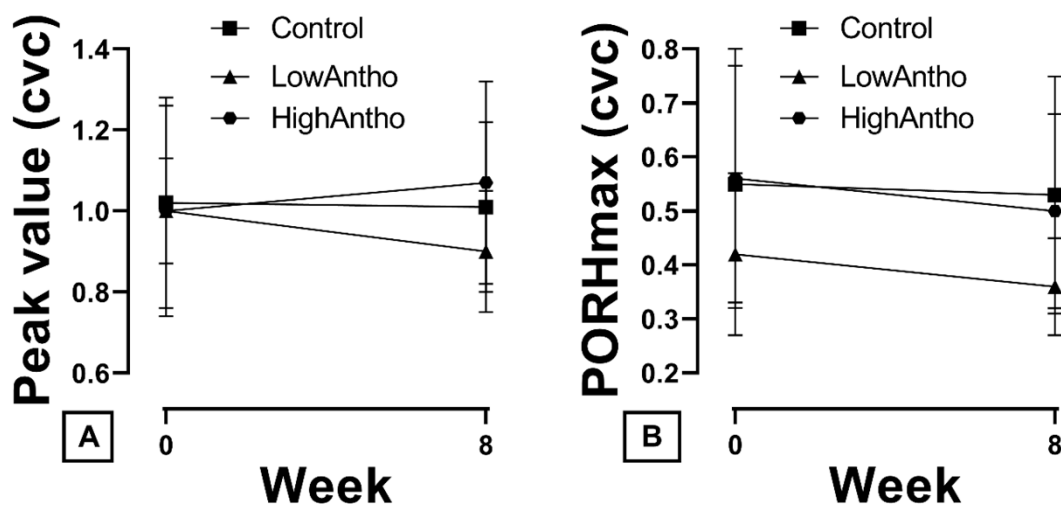 Peak value (cvc)
Control
LowAntho
HighAntho
1.4
1.2
1.0
0.8
0.6
A
0
8
Week
PORHmax (cvc)
Control
LowAntho
HighAntho
0.8
0.7
0.6
0.5
0.4
0.3
0.2
B
0
8
Week